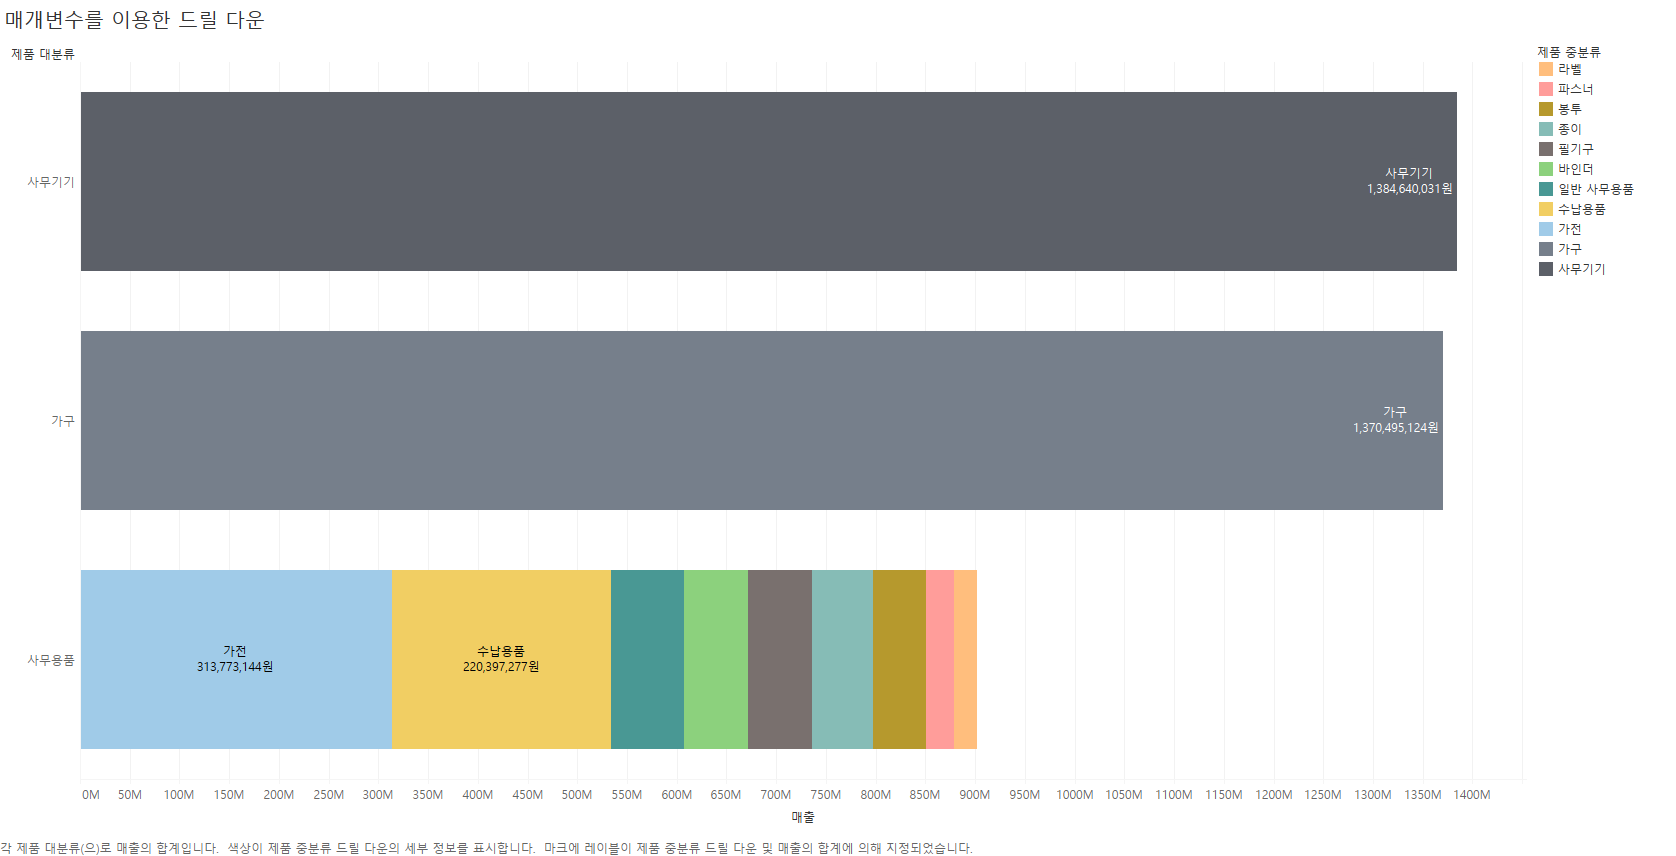 매개변수를 이용한 드릴 다운
제품 대분류
사무기기
사무기기
1,384,640,031원
가구
가구
1,370,495,124원
사무용품
가전
313,773,144원
수납용품
220,397,277원
0M 50M 100M 150M 200M 250M 300M 350M 400M 450M 500M 550M 600M 650M 700M 750M 800M 850M 900M 950M 1000M 1050M 1100M 1150M 1200M 1250M 1300M 1350M 1400M
매출
제품 중분류
라벨
파스너
봉투
종이
필기구
바인더
일반 사무용품
수납용품
가전
가구
사무기기
각 제품 대분류(으)로 매출의 합계입니다. 색상이 제품 중분류 드릴 다운의 세부 정보를 표시합니다. 마크에 레이블이 제품 중분류 드릴 다운 및 매출의 합계에 의해 지정되었습니다.